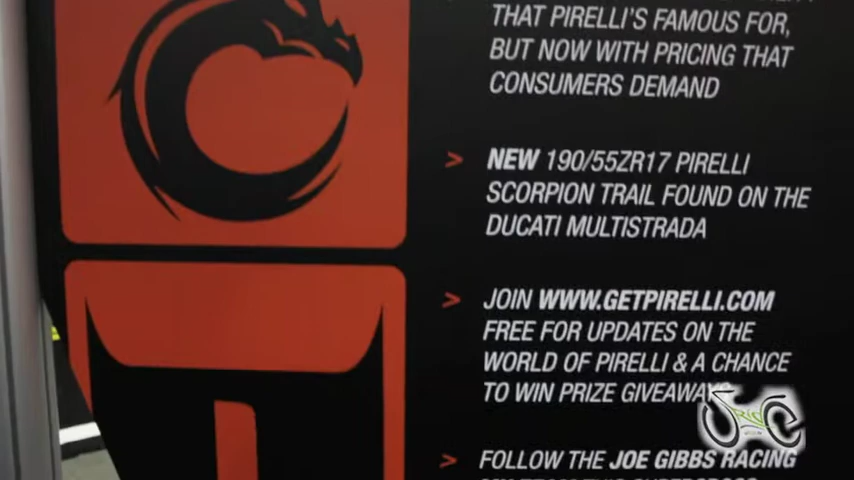 THAT PIRELLI'S FAMOUS FOR,
BUT NOW WITH PRICING THAT
CONSUMERS DEMAND
> NEW 190/55ZR17 PIRELLI
SCORPION TRAIL FOUND ON THE
DUCATI MULTISTRADA
> JOIN WWW.GETPIRELLI.COM
FREE FOR UPDATES ON THE
WORLD OF PIRELLI & A CHANCE
TO WIN PRIZE GIVEAWAYS
> FOLLOW THE JOE GIBBS RACING